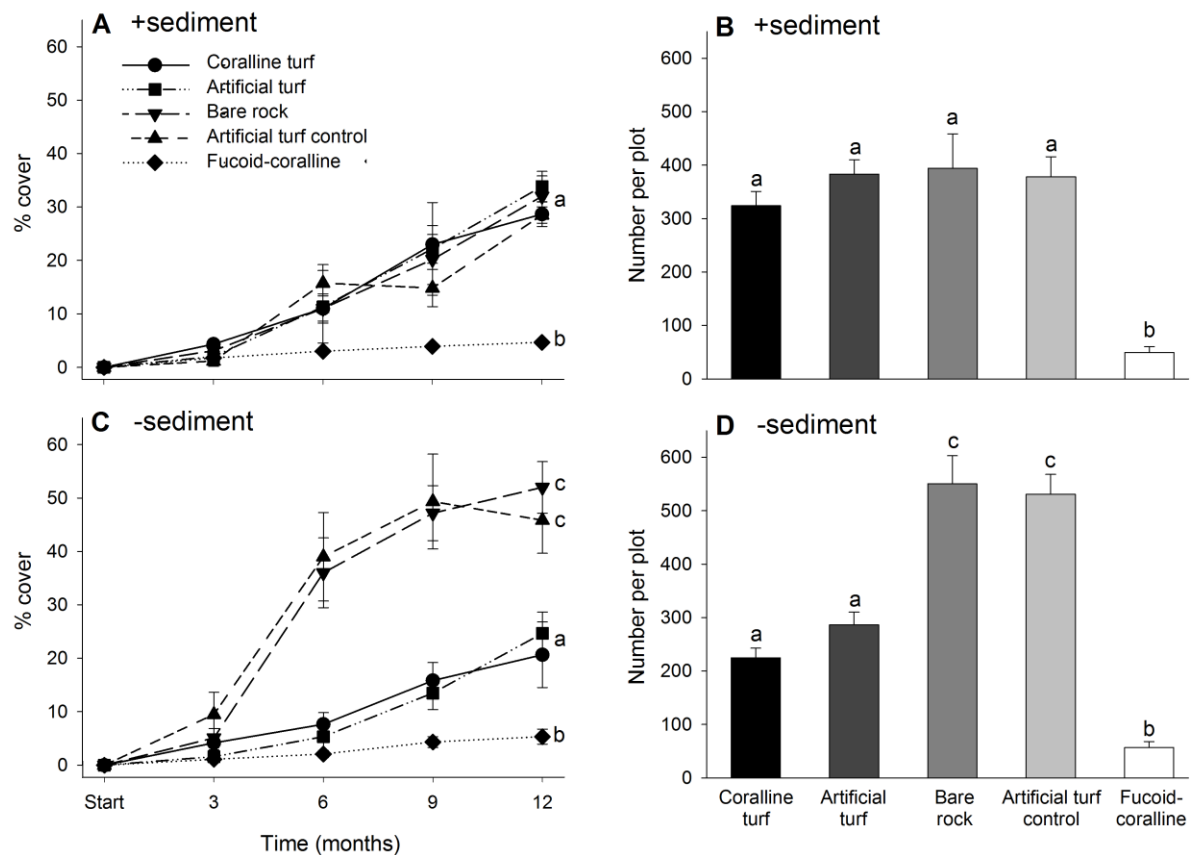 A +sediment
% cover
60
50
40
30
20
10
0
Coralline turf
Artificial turf
Bare rock
Artificial turf control
Fucoid-coralline
a
b
B +sediment
Number per plot
600
500
400
300
200
100
0
a
a
a
a
b
C -sediment
% cover
60
50
40
30
20
10
0
c
c
a
b
Start
3
6
9
12
Time (months)
D -sediment
Number per plot
600
500
400
300
200
100
0
a
a
c
c
b
Coralline
turf
Artificial
turf
Bare
rock
Artificial turf
control
Fucoid-
coralline